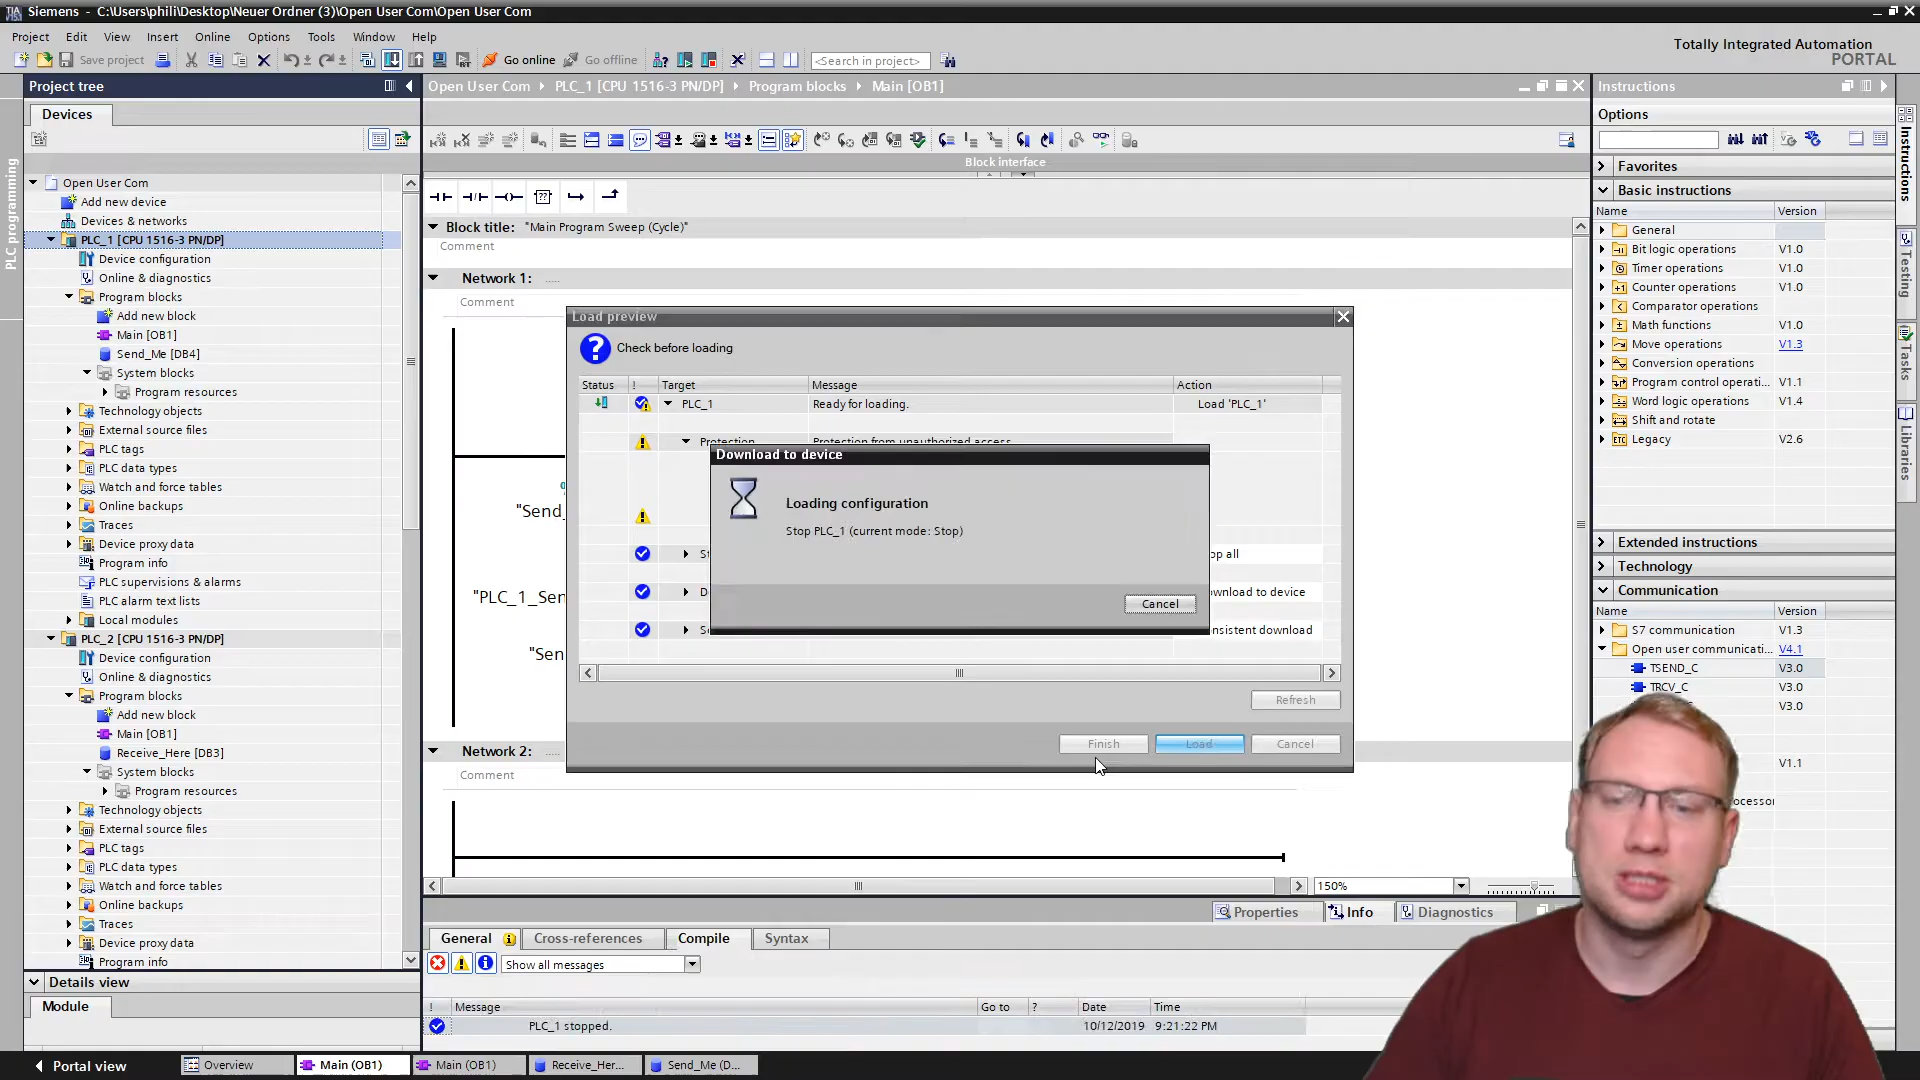 Siemens - C:\Users\phili\Desktop\Neuer Ordner (3)\Open User Com\Open User Com
Project Edit View Insert Online Options Tools Window Help
Totally Integrated Automation
PORTAL
Save project
Go online
Go offline
<Search in project>
Project tree
Open User Com
PLC_1 [CPU 1516-3 PN/DP]
Program blocks
Main [OB1]
Instructions
Devices
Options
PLC programming
Block interface
Open User Com
Add new device
Devices & networks
PLC_1 [CPU 1516-3 PN/DP]
Device configuration
Online & diagnostics
Program blocks
Add new block
Main [OB1]
Send_Me [DB4]
System blocks
Program resources
Technology objects
External source files
PLC tags
PLC data types
Watch and force tables
Online backups
Traces
Device proxy data
Program info
PLC supervisions & alarms
PLC alarm text lists
Local modules
PLC_2 [CPU 1516-3 PN/DP]
Device configuration
Online & diagnostics
Program blocks
Add new block
Main [OB1]
Receive_Here [DB3]
System blocks
Program resources
Technology objects
External source files
PLC tags
PLC data types
Watch and force tables
Online backups
Traces
Device proxy data
Program info
Details view
Module
Block title: "Main Program Sweep (Cycle)"
Comment
Network 1: .....
Comment
"Send_
"PLC_1_Sen
"Sen
Network 2: .....
Comment
150%
Load preview
Check before loading
Status ! Target Message Action
PLC_1 Ready for loading. Load 'PLC_1'
Protection Protection from unauthorized access
St op all
D ownload to device
So nsistent download
Refresh
Finish Load Cancel
Download to device
Loading configuration
Stop PLC_1 (current mode: Stop)
Cancel
Properties Info Diagnostics
General Cross-references Compile Syntax
Show all messages
! Message Go to ? Date Time
PLC_1 stopped. 10/12/2019 9:21:22 PM
Favorites
Basic instructions
Name Version
General
Bit logic operations V1.0
Timer operations V1.0
Counter operations V1.0
Comparator operations
Math functions V1.0
Move operations V1.3
Conversion operations
Program control operati... V1.1
Word logic operations V1.4
Shift and rotate
Legacy V2.6
Extended instructions
Technology
Communication
Name Version
S7 communication V1.3
Open user communicati... V4.1
TSEND_C V3.0
TRCV_C V3.0
V3.0
V1.1
Instructions
Testing
Tasks
Libraries
Portal view
Overview
Main (OB1)
Main (OB1)
Receive_Her...
Send_Me (D...